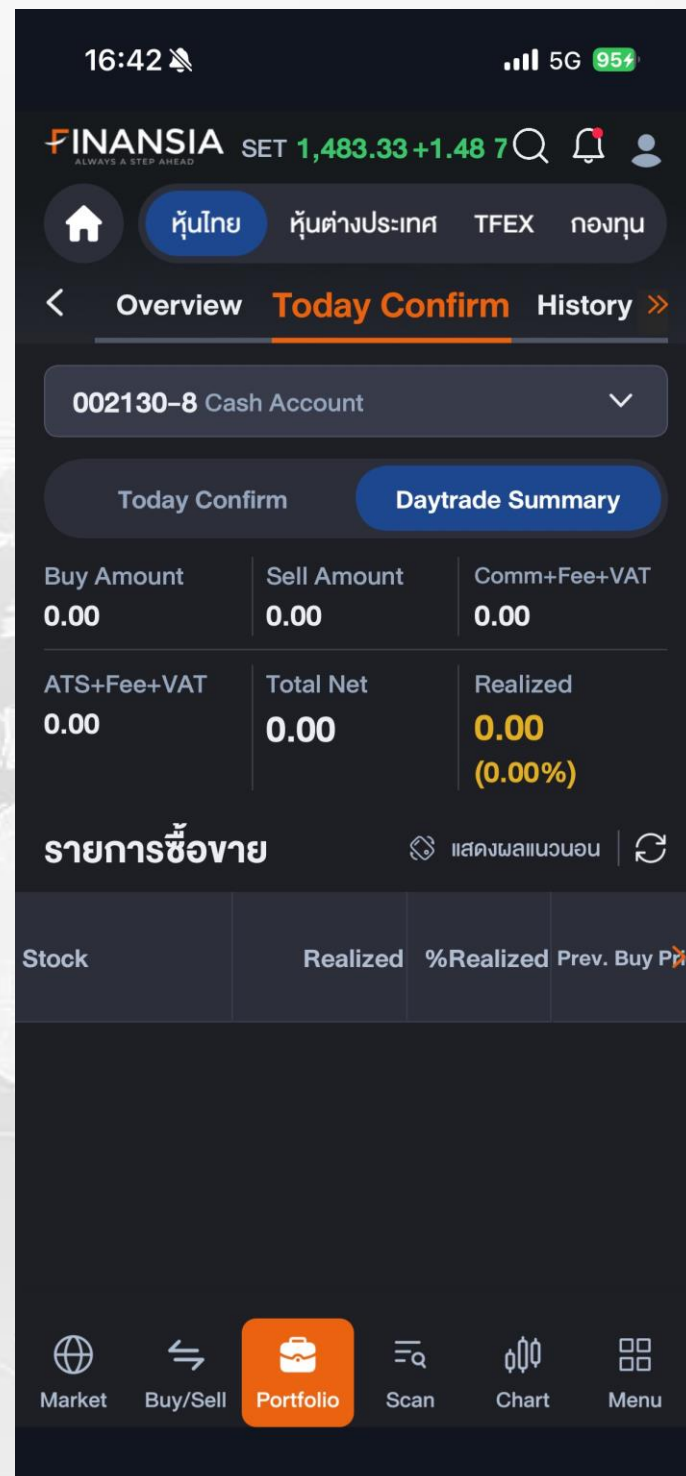 16:42 5G 95
FINANSIA SET 1,483.33 +1.48 7
ALWAYS A STEP AHEAD
หุ้นไทย หุ้นต่างประเทศ TFEX กองทุน
Overview Today Confirm History
002130-8 Cash Account
Today Confirm Daytrade Summary
Buy Amount Sell Amount Comm+Fee+VAT
0.00 0.00 0.00
ATS+Fee+VAT Total Net Realized
0.00 0.00 0.00
(0.00%)
รายการซื้อขาย แสดงผลแนวนอน
Stock Realized %Realized Prev. Buy Pri
Market Buy/Sell Portfolio Scan Chart Menu